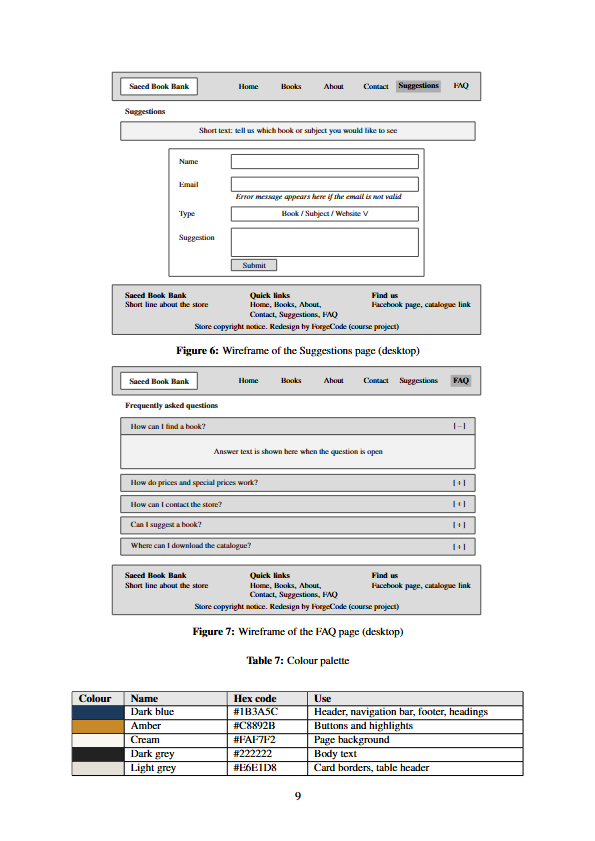 Saeed Book Bank Home Books About Contact Suggestions FAQ
Suggestions
Short text: tell us which book or subject you would like to see
Name
Email
Error message appears here if the email is not valid
Type Book / Subject / Website ∨
Suggestion
Submit
Saeed Book Bank Quick links Find us
Short line about the store Home, Books, About, Facebook page, catalogue link
Contact, Suggestions, FAQ
Store copyright notice. Redesign by ForgeCode (course project)
Figure 6: Wireframe of the Suggestions page (desktop)
Saeed Book Bank Home Books About Contact Suggestions FAQ
Frequently asked questions
How can I find a book? [ – ]
Answer text is shown here when the question is open
How do prices and special prices work? [ + ]
How can I contact the store? [ + ]
Can I suggest a book? [ + ]
Where can I download the catalogue? [ + ]
Saeed Book Bank Quick links Find us
Short line about the store Home, Books, About, Facebook page, catalogue link
Contact, Suggestions, FAQ
Store copyright notice. Redesign by ForgeCode (course project)
Figure 7: Wireframe of the FAQ page (desktop)
Table 7: Colour palette
Colour Name Hex code Use
Dark blue #1B3A5C Header, navigation bar, footer, headings
Amber #C8892B Buttons and highlights
Cream #FAF7F2 Page background
Dark grey #222222 Body text
Light grey #E6E1D8 Card borders, table header
9